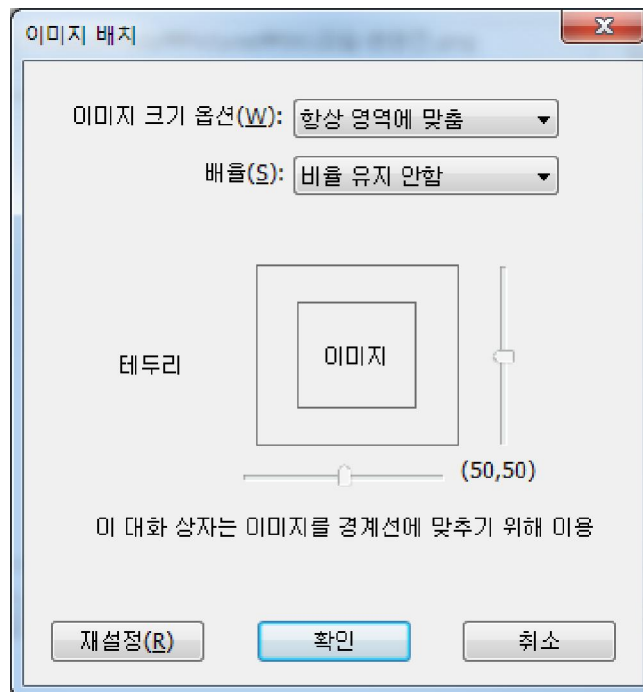 이미지 배치
이미지 크기 옵션(W): 항상 영역에 맞춤
배율(S): 비율 유지 안함
테두리
이미지
(50,50)
이 대화 상자는 이미지를 경계선에 맞추기 위해 이용
재설정(R) 확인 취소